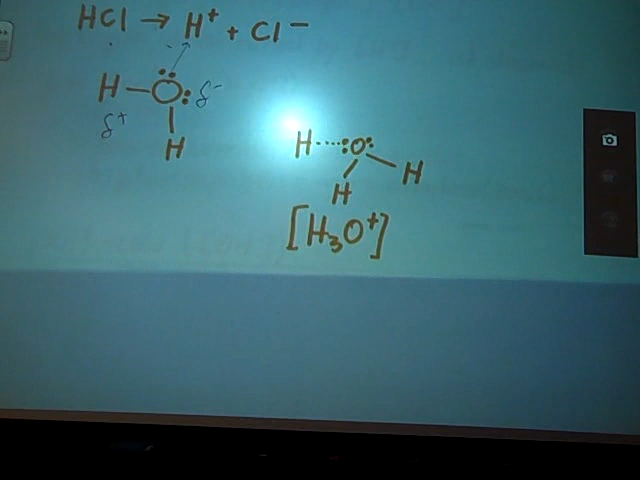 HCl → H⁺ + Cl⁻
H—O: δ⁻
δ⁺
H
H·····:O:
H
H
[H₃O⁺]